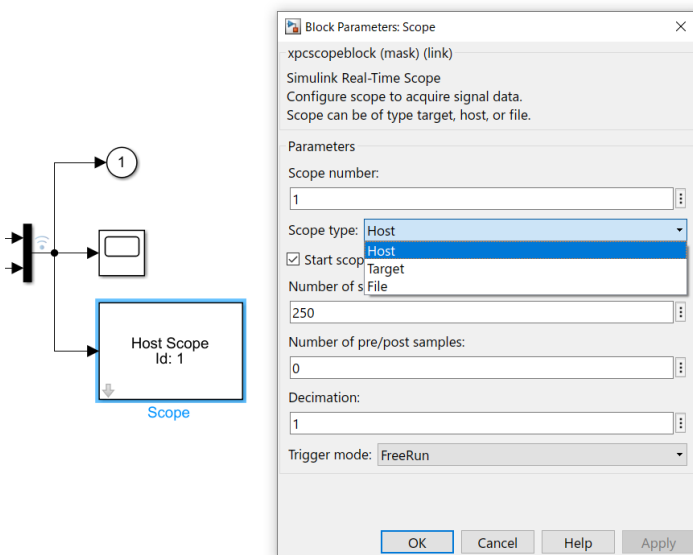 Block Parameters: Scope
xpcscopeblock (mask) (link)
Simulink Real-Time Scope
Configure scope to acquire signal data.
Scope can be of type target, host, or file.
Parameters
Scope number:
1
Scope type: Host
Host
Target
File
Start scop
Number of s
250
Number of pre/post samples:
0
Decimation:
1
Trigger mode: FreeRun
OK Cancel Help Apply
1
Host Scope
Id: 1
Scope